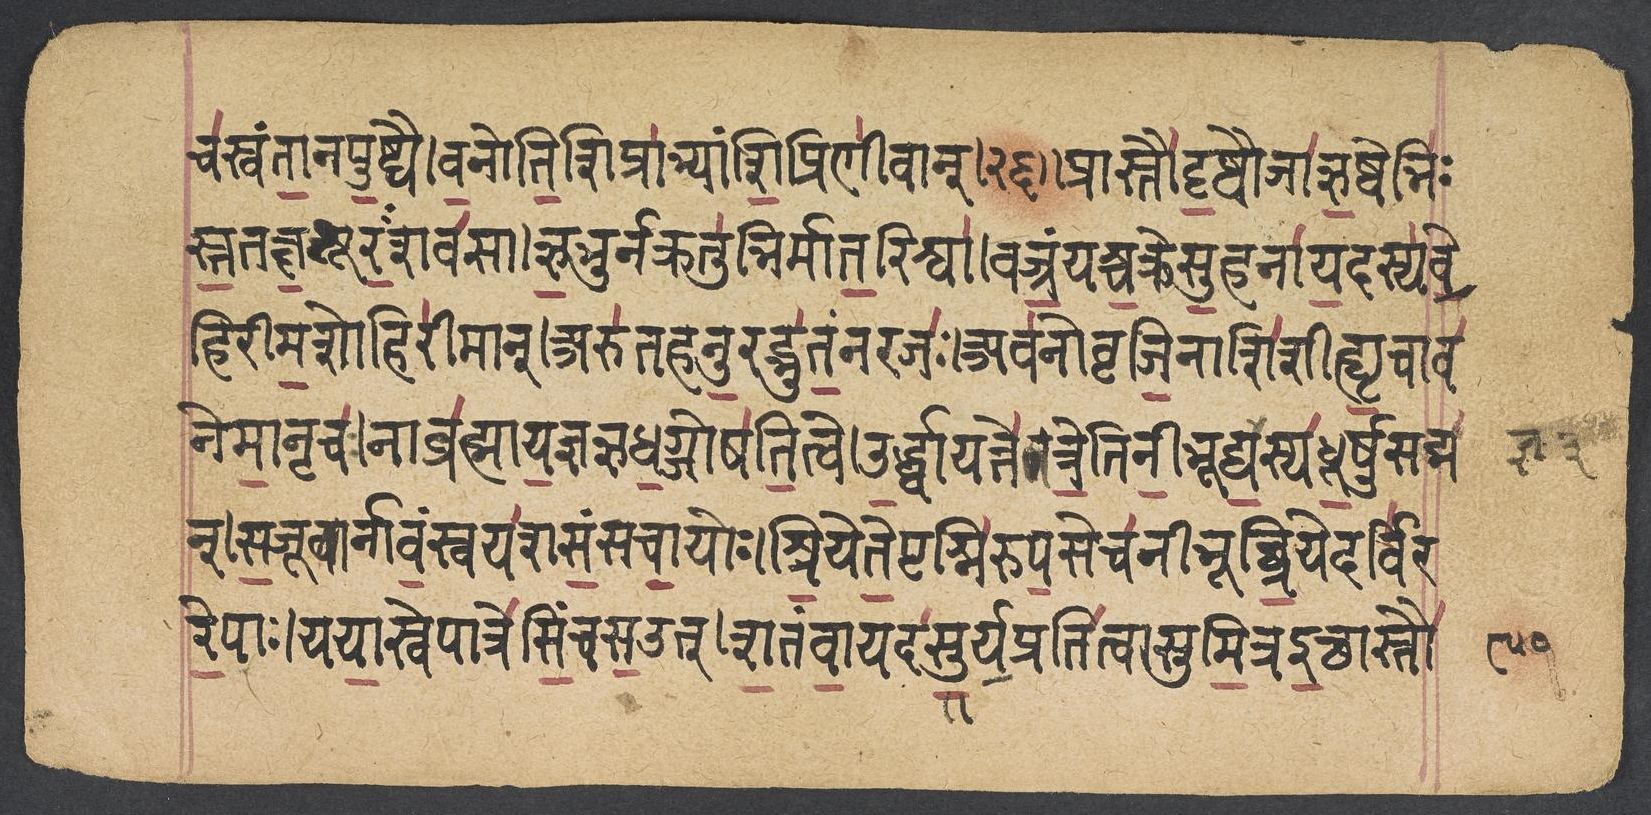 चस्वंतानपुष्यै।वनोतिशिप्राभ्यांशिप्रिणीवान्।२६।।प्रास्तौदृष्वौजाऋष्वेभिः
स्ततक्षशूरःशवसा।ऋभुर्नक्रतुभिर्मातरिश्वा।वज्रंयश्चक्रेसुहनायदस्यवे
हिरीमशोहिरीमान्।अरुतहनुरद्भुतंनरजः।अवनोवृजिनाशिशीह्यृचाव
नेमानृचः।नाब्रह्मायज्ञऋधग्जोषतित्वे।ऊर्द्ध्वायत्तेत्रेतिनीभूद्यज्ञस्यधूर्षुसद्म
न्।सजूर्नावंस्वयशसंसचायोः।श्रियेतेपृश्निरुपसेचनीभूच्छ्रियेदर्विर
रेपाः।ययास्वेपात्रेसिंचसउत्।शतंवायदसुर्यप्रतित्वासुमित्रइत्थास्तौ